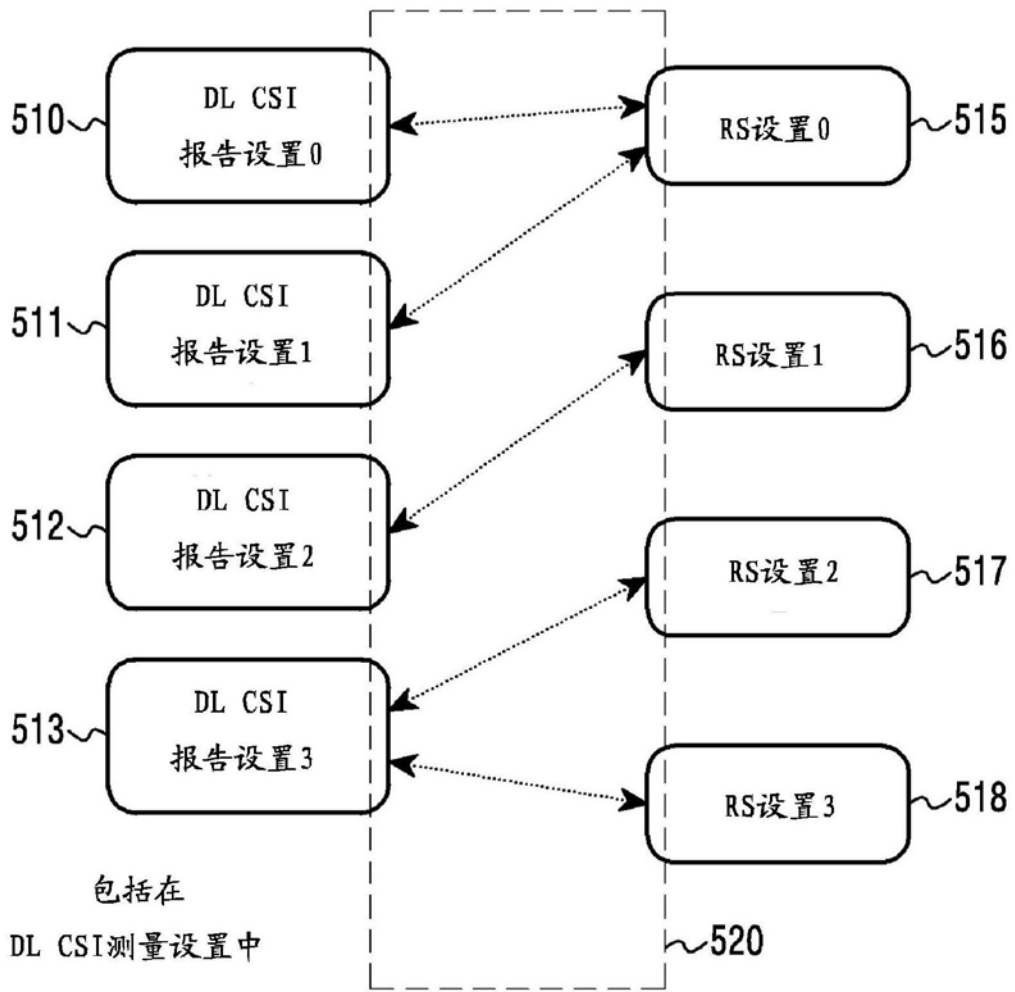 510
DL CSI
报告设置0
RS设置0
515
511
DL CSI
报告设置1
RS设置1
516
512
DL CSI
报告设置2
RS设置2
517
513
DL CSI
报告设置3
RS设置3
518
包括在
DL CSI测量设置中
520